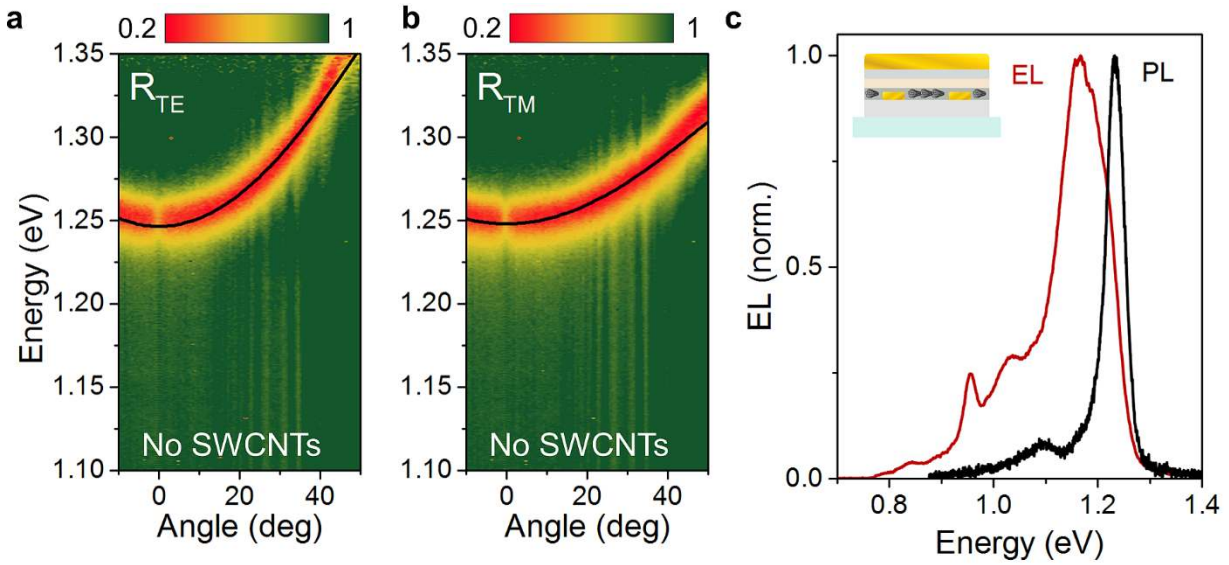 a
0.2 1
R_TE
No SWCNTs
1.35
1.30
1.25
1.20
1.15
1.10
Energy (eV)
0 20 40
Angle (deg)
b
0.2 1
R_TM
No SWCNTs
1.35
1.30
1.25
1.20
1.15
1.10
0 20 40
Angle (deg)
c
EL PL
1.0
0.5
0.0
EL (norm.)
0.8 1.0 1.2 1.4
Energy (eV)